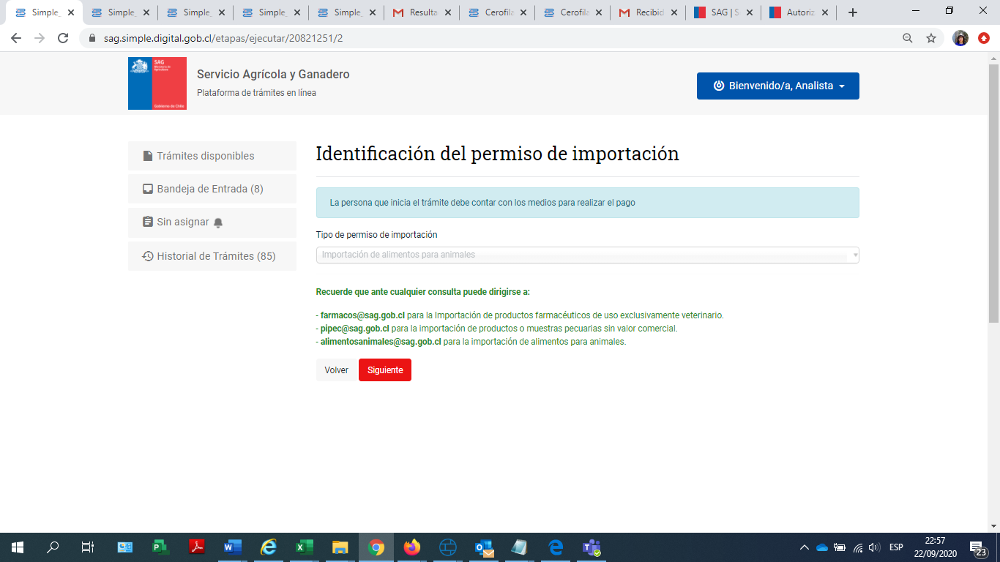 Simple_
Simple_
Simple_
Simple_
Simple_
Resulta
Cerofila
Cerofila
Recibid
SAG | S
Autoriz
sag.simple.digital.gob.cl/etapas/ejecutar/20821251/2
SAG
Ministerio de
Agricultura
Gobierno de Chile
Servicio Agrícola y Ganadero
Plataforma de trámites en línea
Bienvenido/a, Analista
Trámites disponibles
Bandeja de Entrada (8)
Sin asignar
Historial de Trámites (85)
Identificación del permiso de importación
La persona que inicia el trámite debe contar con los medios para realizar el pago
Tipo de permiso de importación
Importación de alimentos para animales
Recuerde que ante cualquier consulta puede dirigirse a:
- farmacos@sag.gob.cl para la Importación de productos farmacéuticos de uso exclusivamente veterinario.
- pipec@sag.gob.cl para la importación de productos o muestras pecuarias sin valor comercial.
- alimentosanimales@sag.gob.cl para la importación de alimentos para animales.
Volver
Siguiente
ESP
22:57
22/09/2020
23